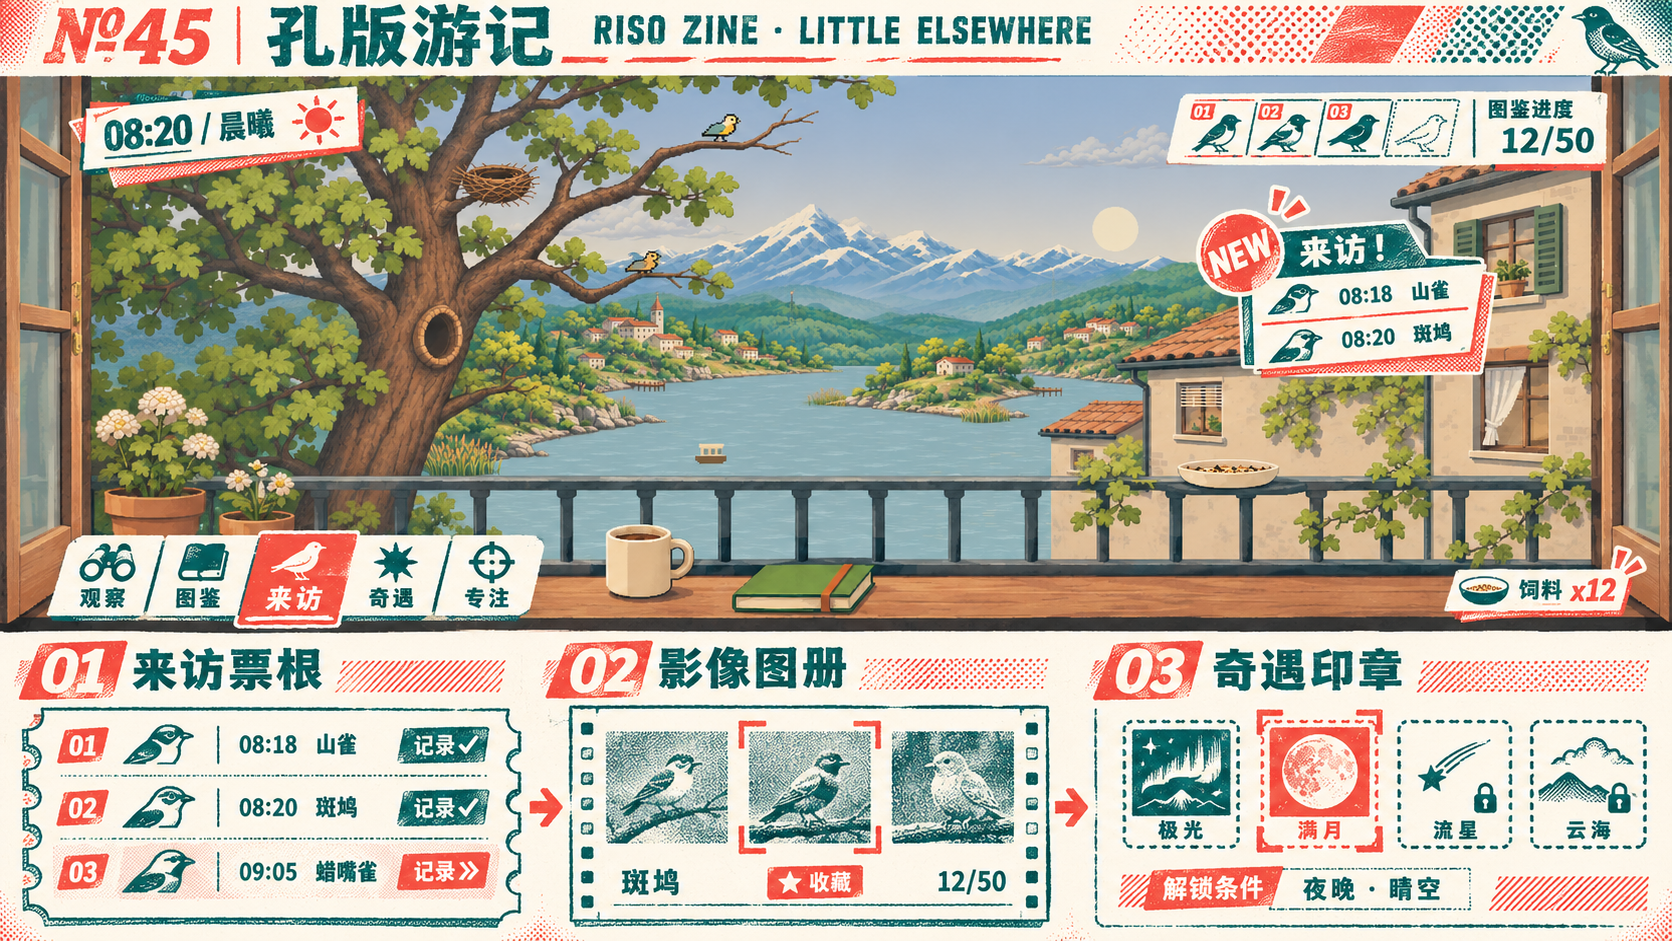 №45 孔版游记 RISO ZINE · LITTLE ELSEWHERE
08:20 / 晨曦
01 02 03
图鉴进度
12/50
NEW 来访！
08:18 山雀
08:20 斑鸠
观察 图鉴 来访 奇遇 专注
饲料 x12
01 来访票根
01 08:18 山雀 记录
02 08:20 斑鸠 记录
03 09:05 蜡嘴雀 记录
02 影像图册
斑鸠 收藏 12/50
03 奇遇印章
极光 满月 流星 云海
解锁条件 夜晚 · 晴空